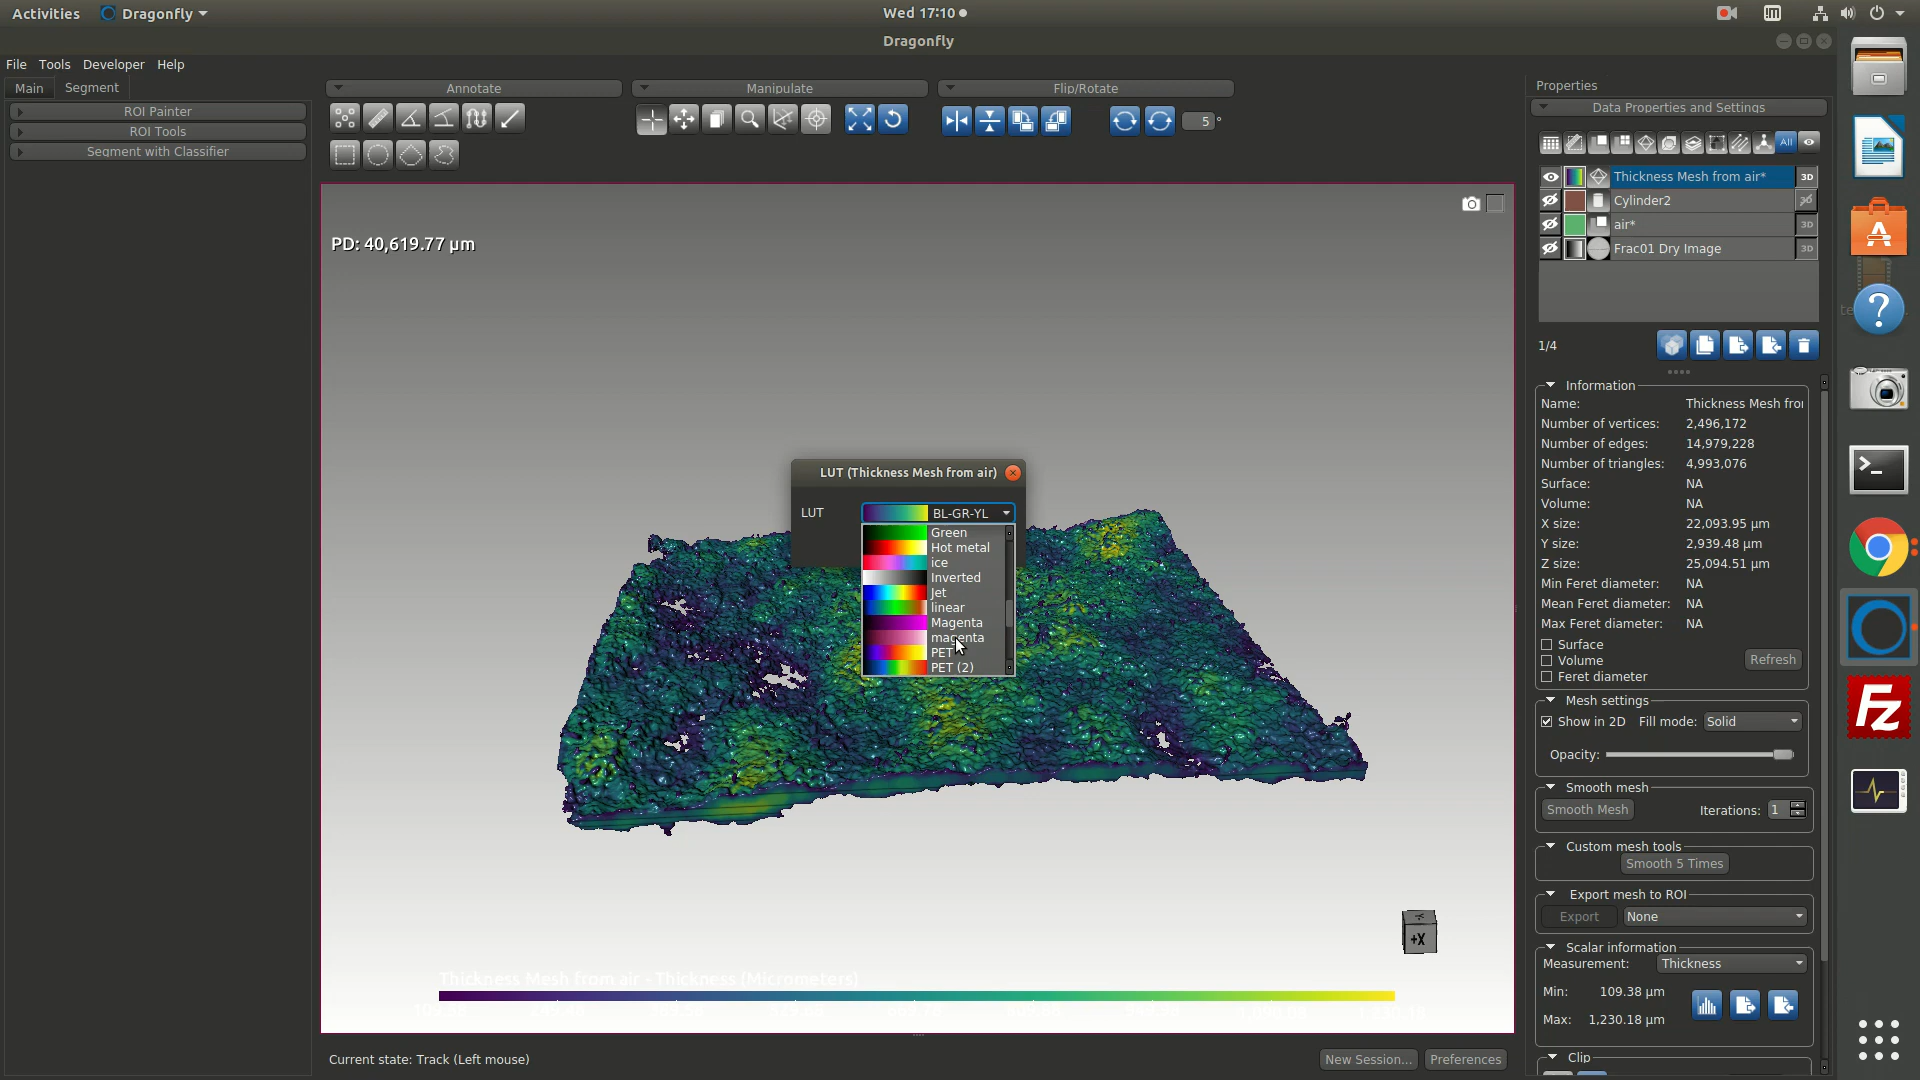 Activities Dragonfly Wed 17:10
Dragonfly
File Tools Developer Help
Main Segment
ROI Painter
ROI Tools
Segment with Classifier
Annotate
Manipulate
Flip/Rotate
5 °
PD: 40,619.77 µm
LUT (Thickness Mesh from air)
LUT BL-GR-YL
Green
Hot metal
ice
Inverted
Jet
linear
Magenta
magenta
PET
PET (2)
+X
Thickness Mesh from air - Thickness (Micrometers)
Current state: Track (Left mouse)
New Session... Preferences
Properties
Data Properties and Settings
All
Thickness Mesh from air* 3D
Cylinder2
air* 3D
Frac01 Dry Image 3D
1/4
Information
Name: Thickness Mesh fro
Number of vertices: 2,496,172
Number of edges: 14,979,228
Number of triangles: 4,993,076
Surface: NA
Volume: NA
X size: 22,093.95 µm
Y size: 2,939.48 µm
Z size: 25,094.51 µm
Min Feret diameter: NA
Mean Feret diameter: NA
Max Feret diameter: NA
Surface
Volume
Feret diameter
Refresh
Mesh settings
Show in 2D Fill mode: Solid
Opacity:
Smooth mesh
Smooth Mesh Iterations: 1
Custom mesh tools
Smooth 5 Times
Export mesh to ROI
Export None
Scalar information
Measurement: Thickness
Min: 109.38 µm
Max: 1,230.18 µm
Clip